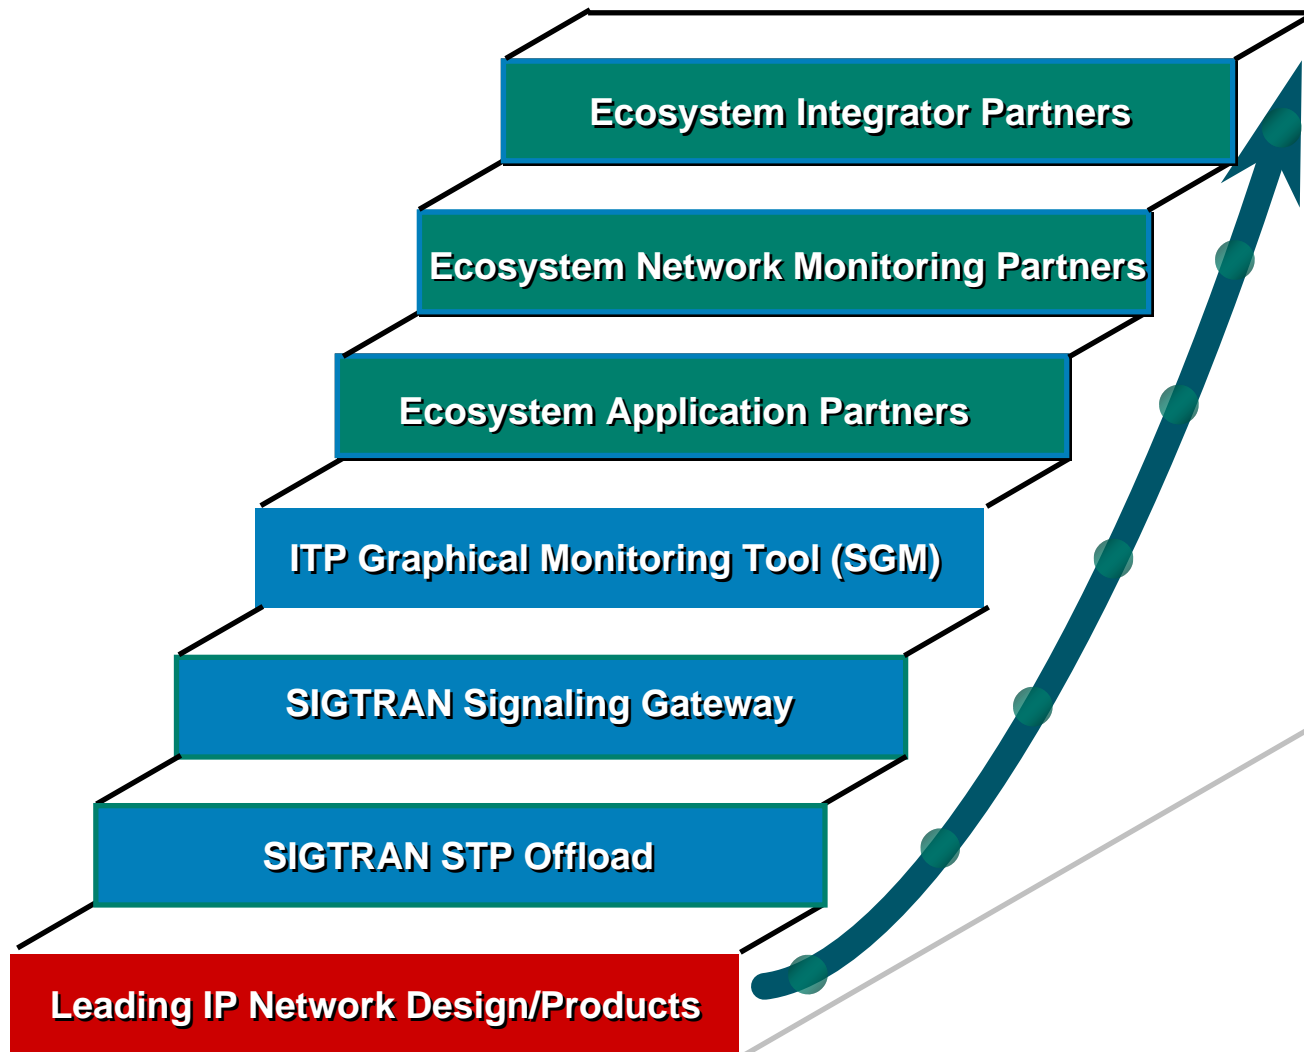 Ecosystem Integrator Partners
Ecosystem Network Monitoring Partners
Ecosystem Application Partners
ITP Graphical Monitoring Tool (SGM)
SIGTRAN Signaling Gateway
SIGTRAN STP Offload
Leading IP Network Design/Products